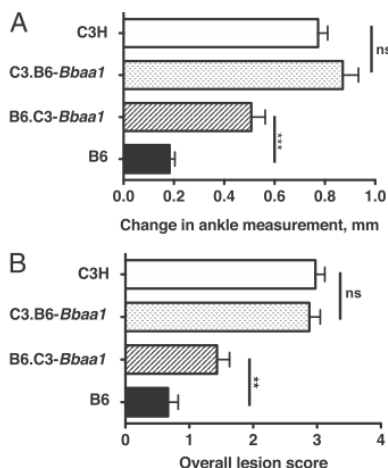 A
C3H
ns
C3.B6-Bbaa1
B6.C3-Bbaa1
***
B6
0.0 0.2 0.4 0.6 0.8 1.0
Change in ankle measurement, mm
B
C3H
ns
C3.B6-Bbaa1
B6.C3-Bbaa1
**
B6
0 1 2 3 4
Overall lesion score